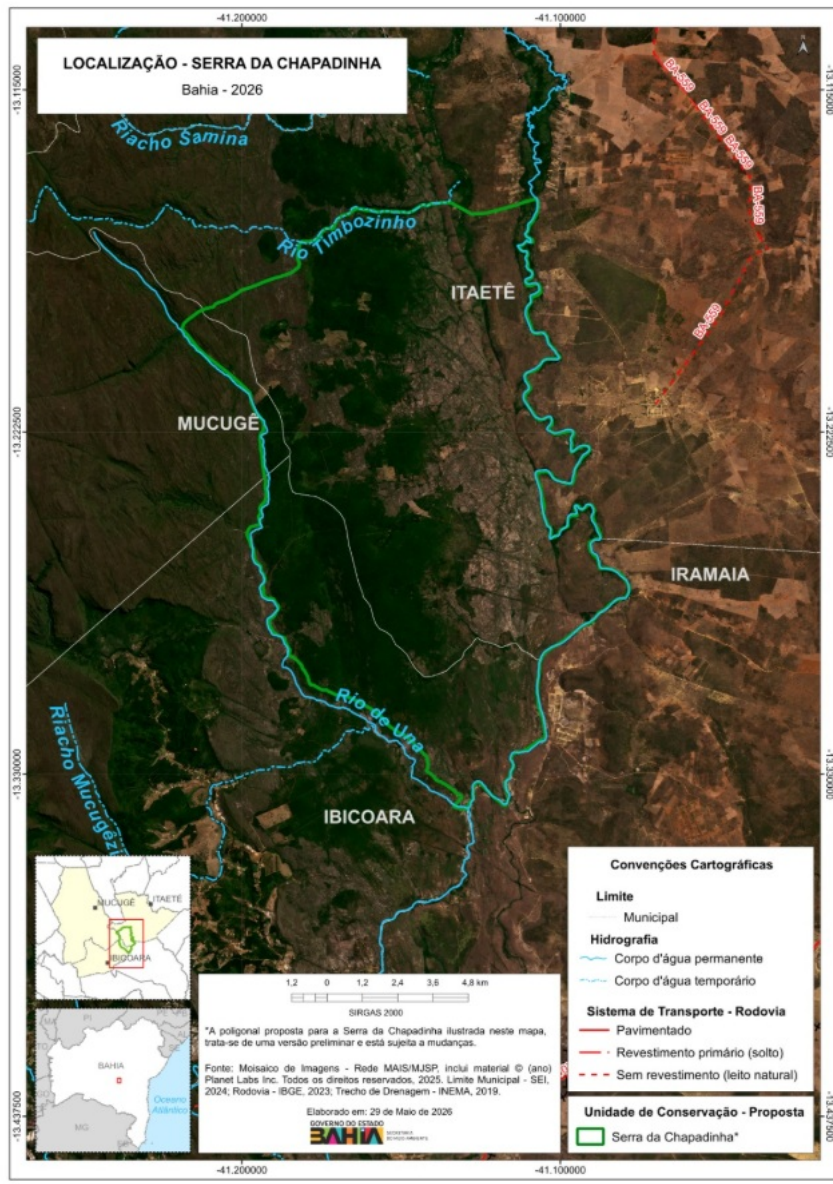 -41.200000
-41.100000
LOCALIZAÇÃO - SERRA DA CHAPADINHA
Bahia - 2026
N
-13.115000
-13.115000
Riacho Samina
BA-559
BA-559
BA-559
BA-559
Rio Timbozinho
ITAETÊ
BA-559
MUCUGÊ
-13.222500
-13.222500
IRAMAIA
Rio de Una
Riacho Mucugêzi
-13.330000
-13.330000
IBICOARA
MUCUGÊ
ITAETÊ
IBICOARA
Convenções Cartográficas
Limite
Municipal
Hidrografia
Corpo d'água permanente
Corpo d'água temporário
Sistema de Transporte - Rodovia
Pavimentado
Revestimento primário (solto)
Sem revestimento (leito natural)
Unidade de Conservação - Proposta
Serra da Chapadinha*
1,2 0 1,2 2,4 3,6 4,8 km
SIRGAS 2000
*A poligonal proposta para a Serra da Chapadinha ilustrada neste mapa,
trata-se de uma versão preliminar e está sujeita a mudanças.
Fonte: Moisaico de Imagens - Rede MAIS/MJSP, inclui material © (ano)
Planet Labs Inc. Todos os direitos reservados, 2025. Limite Municipal - SEI,
2024; Rodovia - IBGE, 2023; Trecho de Drenagem - INEMA, 2019.
Elaborado em: 29 de Maio de 2026
GOVERNO DO ESTADO
BAHIA
SECRETARIA
DO MEIO AMBIENTE
PI
BAHIA
Oceano
Atlântico
MG
-13.437500
-13.437500
-41.200000
-41.100000